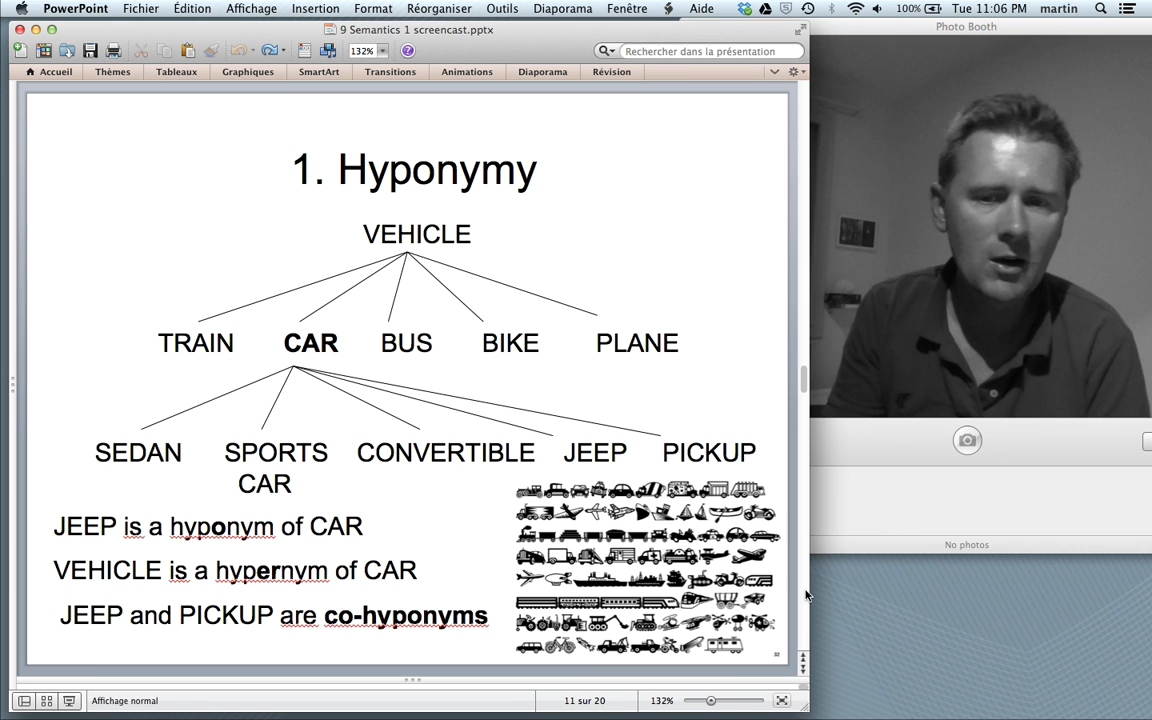 PowerPoint Fichier Édition Affichage Insertion Format Réorganiser Outils Diaporama Fenêtre Aide 100% Tue 11:06 PM martin
9 Semantics 1 screencast.pptx
Photo Booth
132% Rechercher dans la présentation
Accueil Thèmes Tableaux Graphiques SmartArt Transitions Animations Diaporama Révision
1. Hyponymy
VEHICLE
TRAIN CAR BUS BIKE PLANE
SEDAN SPORTS CONVERTIBLE JEEP PICKUP
CAR
JEEP is a hyponym of CAR
VEHICLE is a hypernym of CAR
JEEP and PICKUP are co-hyponyms
32
No photos
Affichage normal 11 sur 20 132%